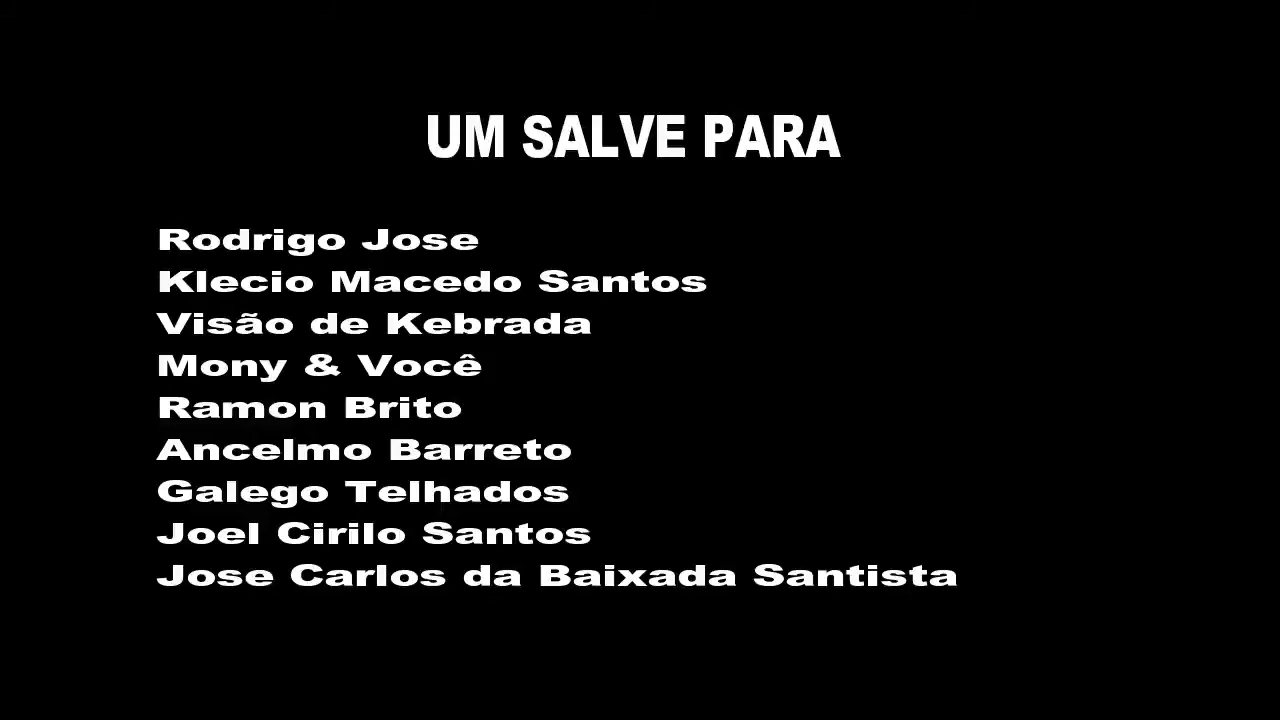 UM SALVE PARA
Rodrigo Jose
Klecio Macedo Santos
Visão de Kebrada
Mony & Você
Ramon Brito
Ancelmo Barreto
Galego Telhados
Joel Cirilo Santos
Jose Carlos da Baixada Santista